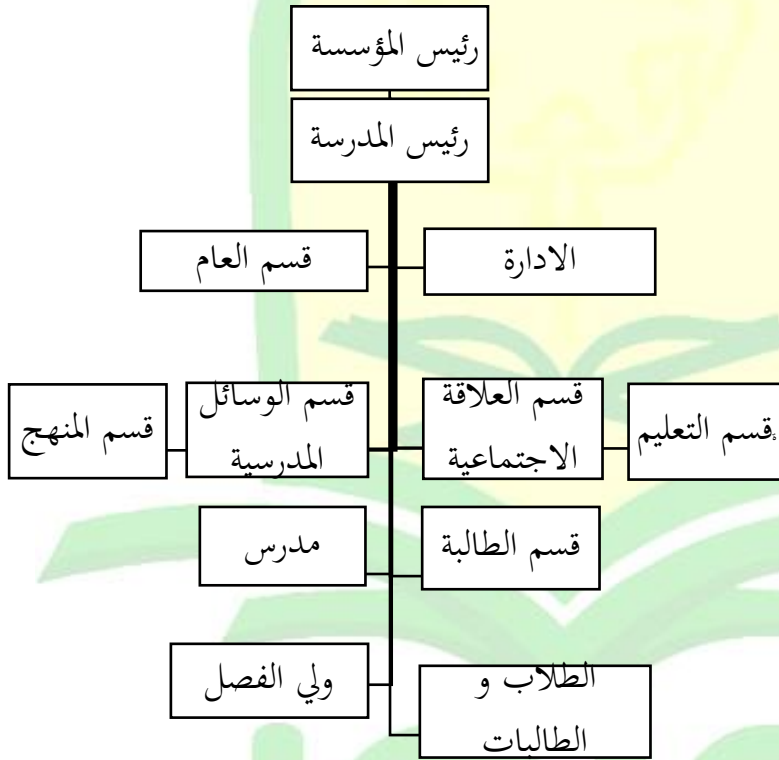 رئيس المؤسسة
رئيس المدرسة
الادارة
قسم العام
قسم التعليم
قسم العلاقة
الاجتماعية
قسم الوسائل
المدرسية
قسم المنهج
قسم الطالبة
مدرس
ولي الفصل
الطلاب و
الطالبات